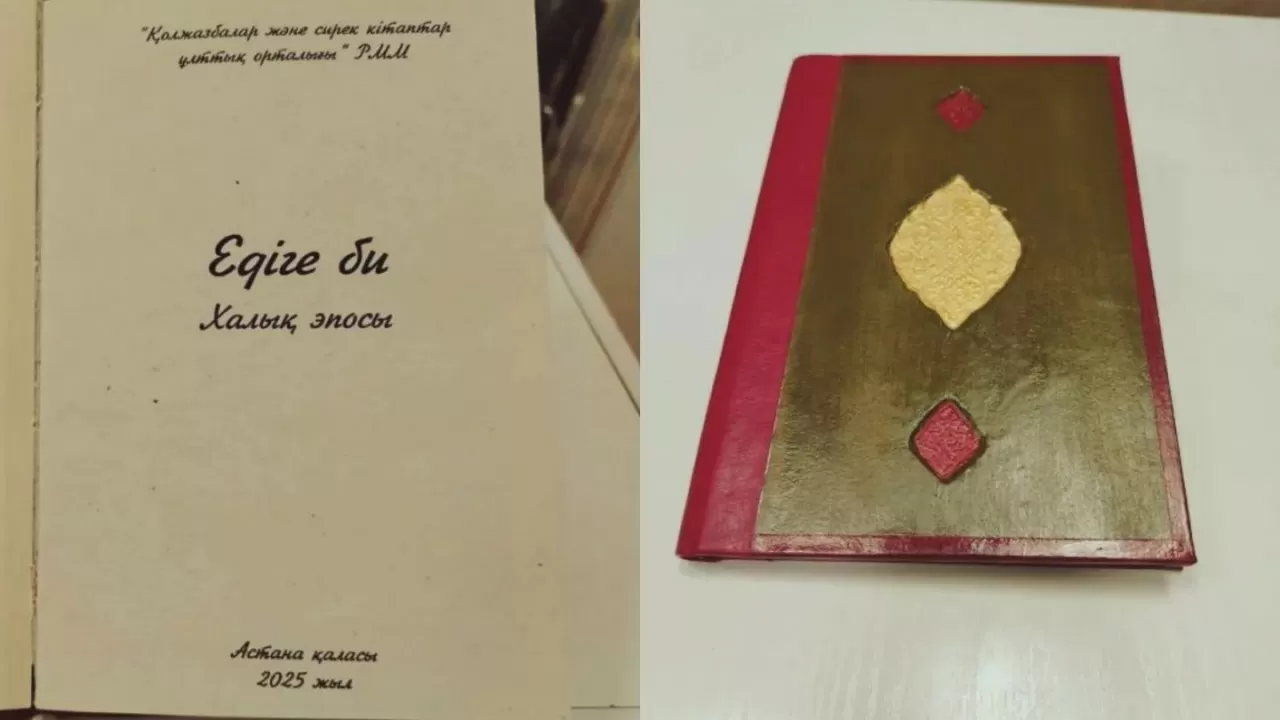 "Қолжазбалар және сирек кітаптар
ұлттық орталығы" РММ
Едіге би
Халық эпосы
Астана қаласы
2025 жыл